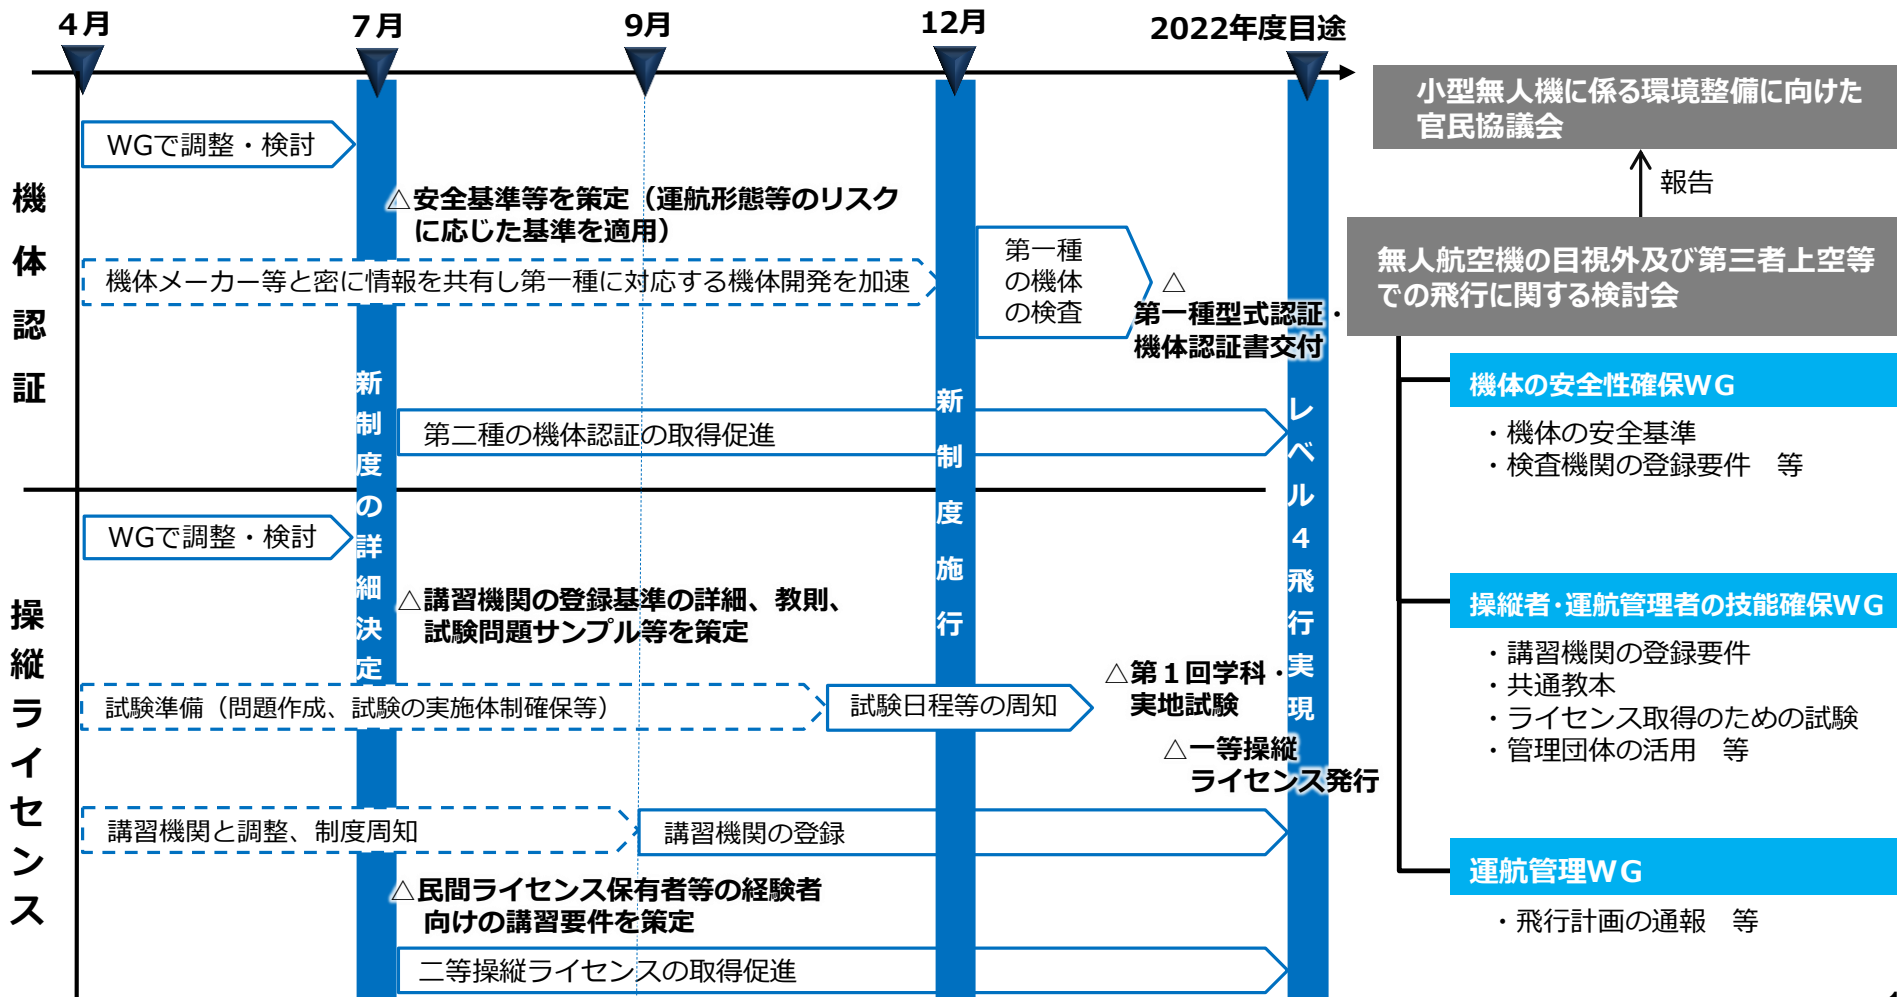 4月
7月
9月
12月
2022年度目途
機体認証
WGで調整・検討
△安全基準等を策定（運航形態等のリスク
に応じた基準を適用）
機体メーカー等と密に情報を共有し第一種に対応する機体開発を加速
第一種
の機体
の検査
△
第一種型式認証・
機体認証書交付
第二種の機体認証の取得促進
新制度の詳細決定
新制度施行
レベル4飛行実現
操縦ライセンス
WGで調整・検討
△講習機関の登録基準の詳細、教則、
試験問題サンプル等を策定
試験準備（問題作成、試験の実施体制確保等）
試験日程等の周知
△第１回学科・
実地試験
△一等操縦
ライセンス発行
講習機関と調整、制度周知
講習機関の登録
△民間ライセンス保有者等の経験者
向けの講習要件を策定
二等操縦ライセンスの取得促進
小型無人機に係る環境整備に向けた
官民協議会
報告
無人航空機の目視外及び第三者上空等
での飛行に関する検討会
機体の安全性確保WG
・機体の安全基準
・検査機関の登録要件　等
操縦者・運航管理者の技能確保WG
・講習機関の登録要件
・共通教本
・ライセンス取得のための試験
・管理団体の活用　等
運航管理WG
・飛行計画の通報　等